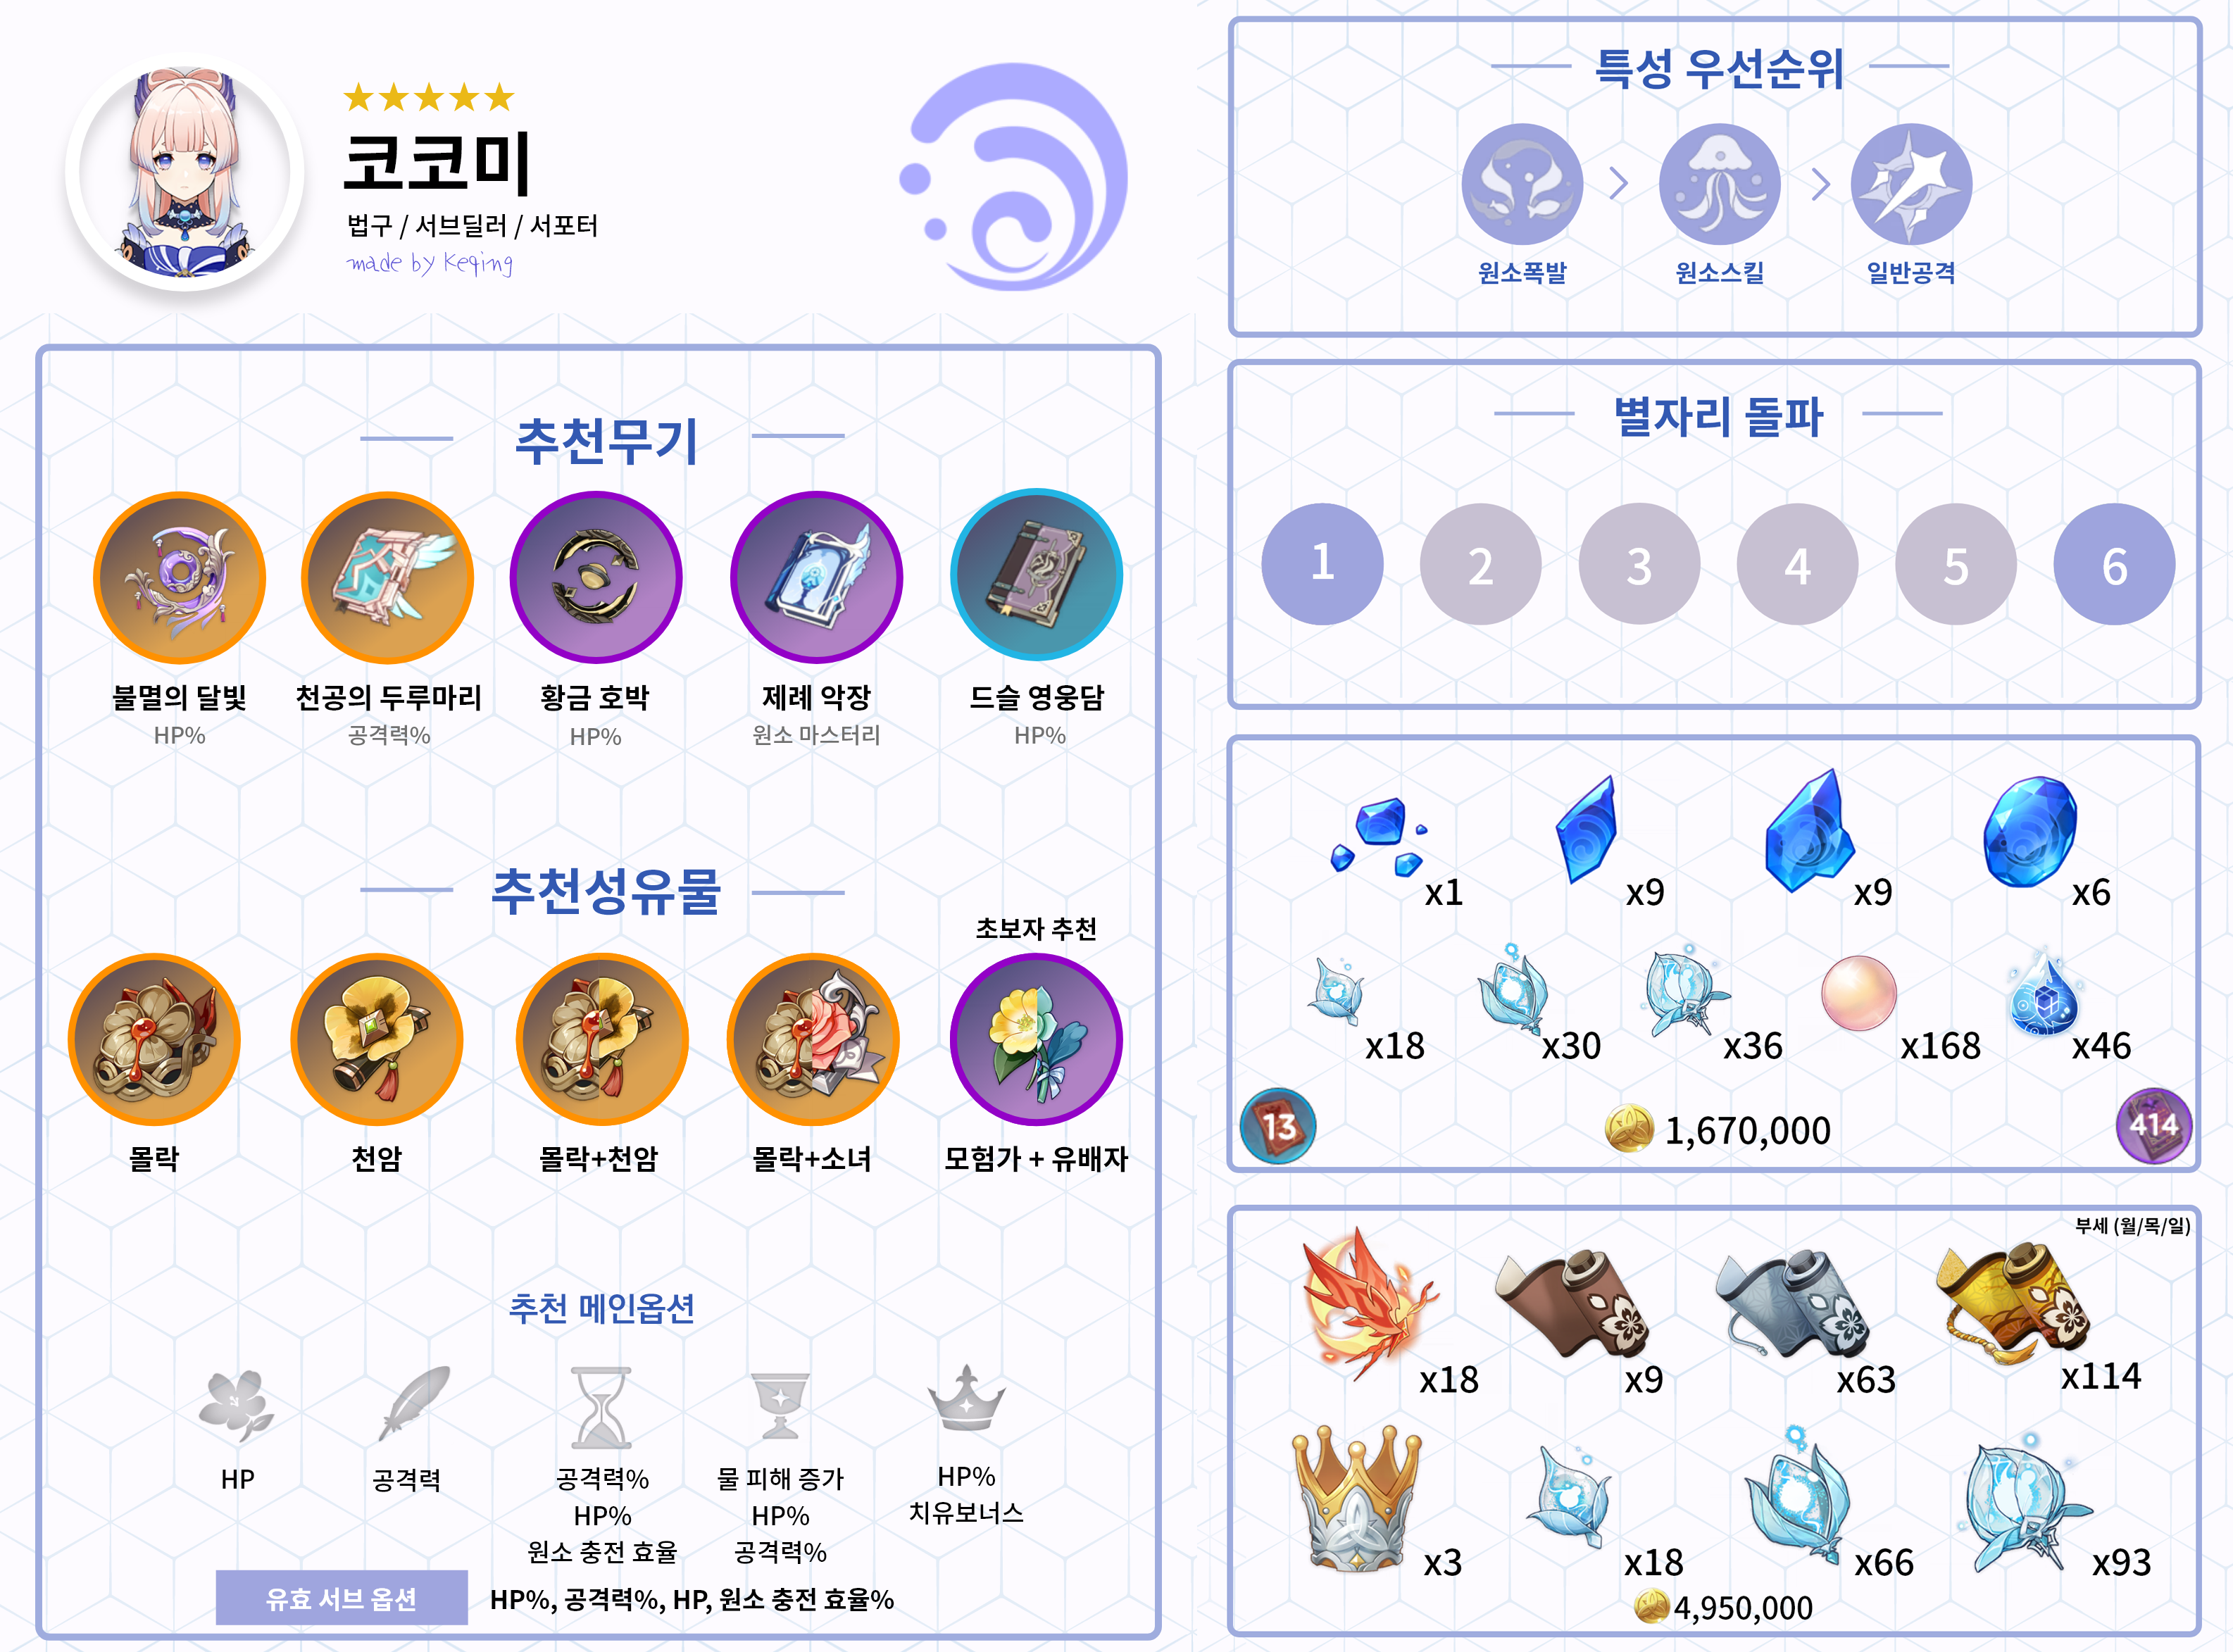 코코미
법구 / 서브딜러 / 서포터
made by Keqing
추천무기
불멸의 달빛
HP%
천공의 두루마리
공격력%
황금 호박
HP%
제례 악장
원소 마스터리
드슬 영웅담
HP%
추천성유물
초보자 추천
몰락
천암
몰락+천암
몰락+소녀
모험가 + 유배자
추천 메인옵션
HP
공격력
공격력%
HP%
원소 충전 효율
물 피해 증가
HP%
공격력%
HP%
치유보너스
유효 서브 옵션
HP%, 공격력%, HP, 원소 충전 효율%
특성 우선순위
원소폭발
원소스킬
일반공격
별자리 돌파
1 2 3 4 5 6
x1 x9 x9 x6
x18 x30 x36 x168 x46
13 1,670,000 414
부세 (월/목/일)
x18 x9 x63 x114
x3 x18 x66 x93
4,950,000